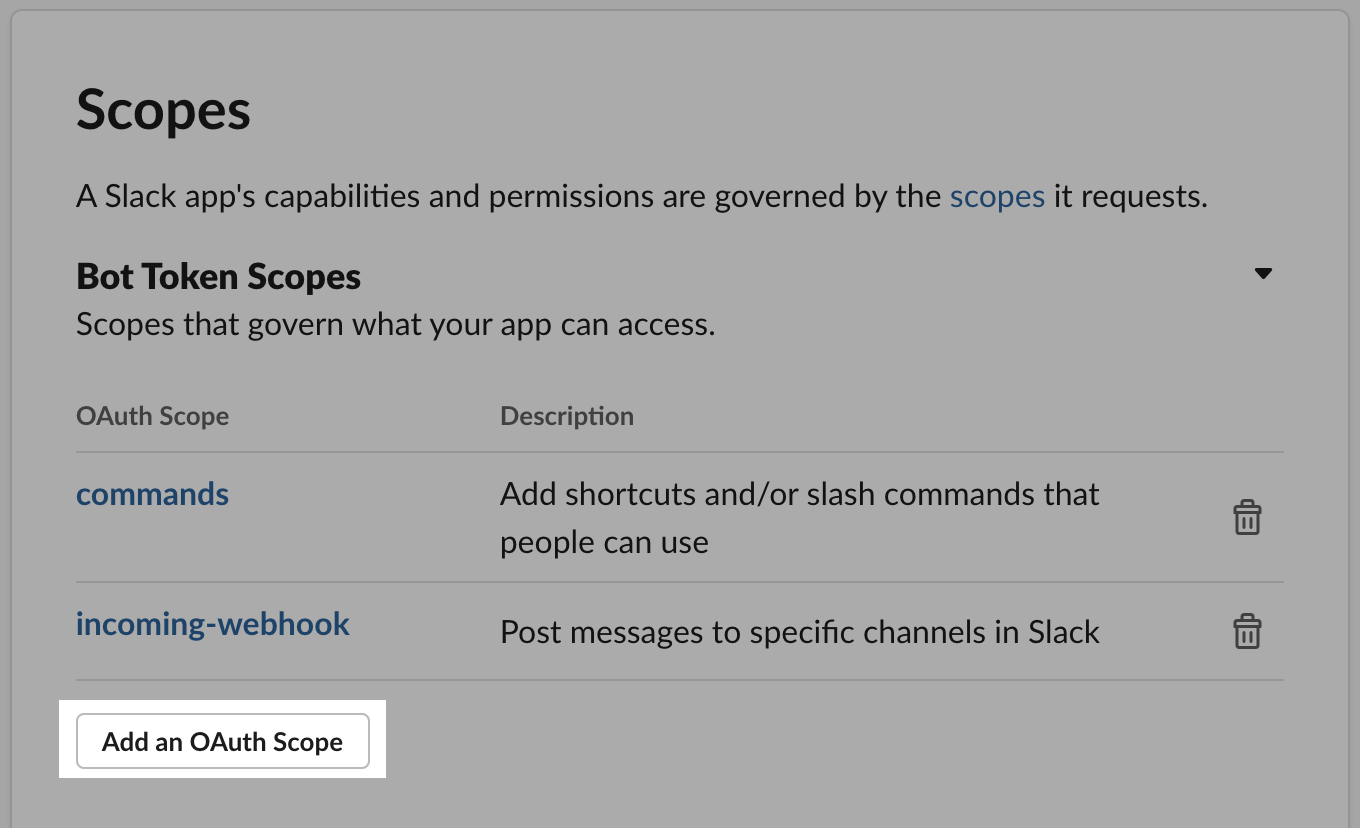 Scopes
A Slack app's capabilities and permissions are governed by the scopes it requests.
Bot Token Scopes
Scopes that govern what your app can access.
OAuth Scope Description
commands Add shortcuts and/or slash commands that
people can use
incoming-webhook Post messages to specific channels in Slack
Add an OAuth Scope